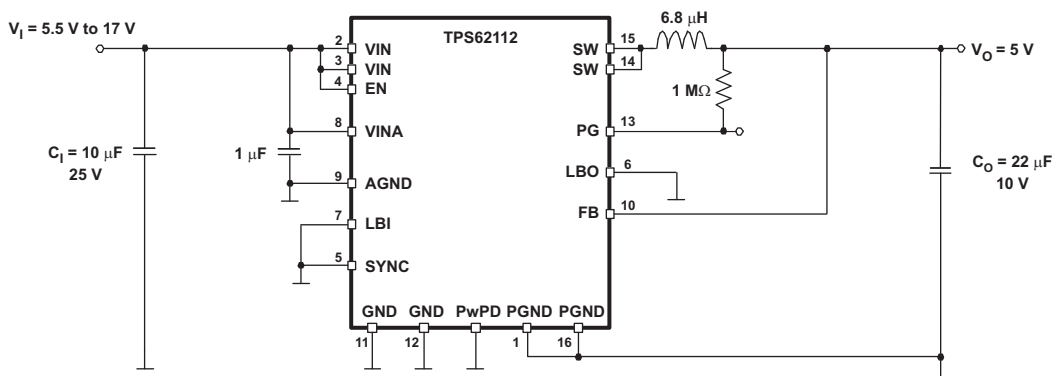 V_I = 5.5 V to 17 V
TPS62112
6.8 μH
V_O = 5 V
2 VIN
3 VIN
4 EN
8 VINA
9 AGND
7 LBI
5 SYNC
SW 15
SW 14
1 MΩ
PG 13
LBO 6
FB 10
C_I = 10 μF
25 V
1 μF
C_O = 22 μF
10 V
GND GND PwPD PGND PGND
11 12 1 16